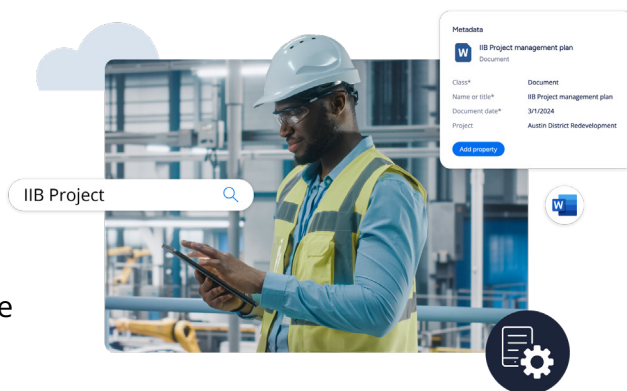 Metadata
W
IIB Project management plan
Document
Class* Document
Name or title* IIB Project management plan
Document date* 3/1/2024
Project Austin District Redevelopment
Add property
IIB Project
W
e